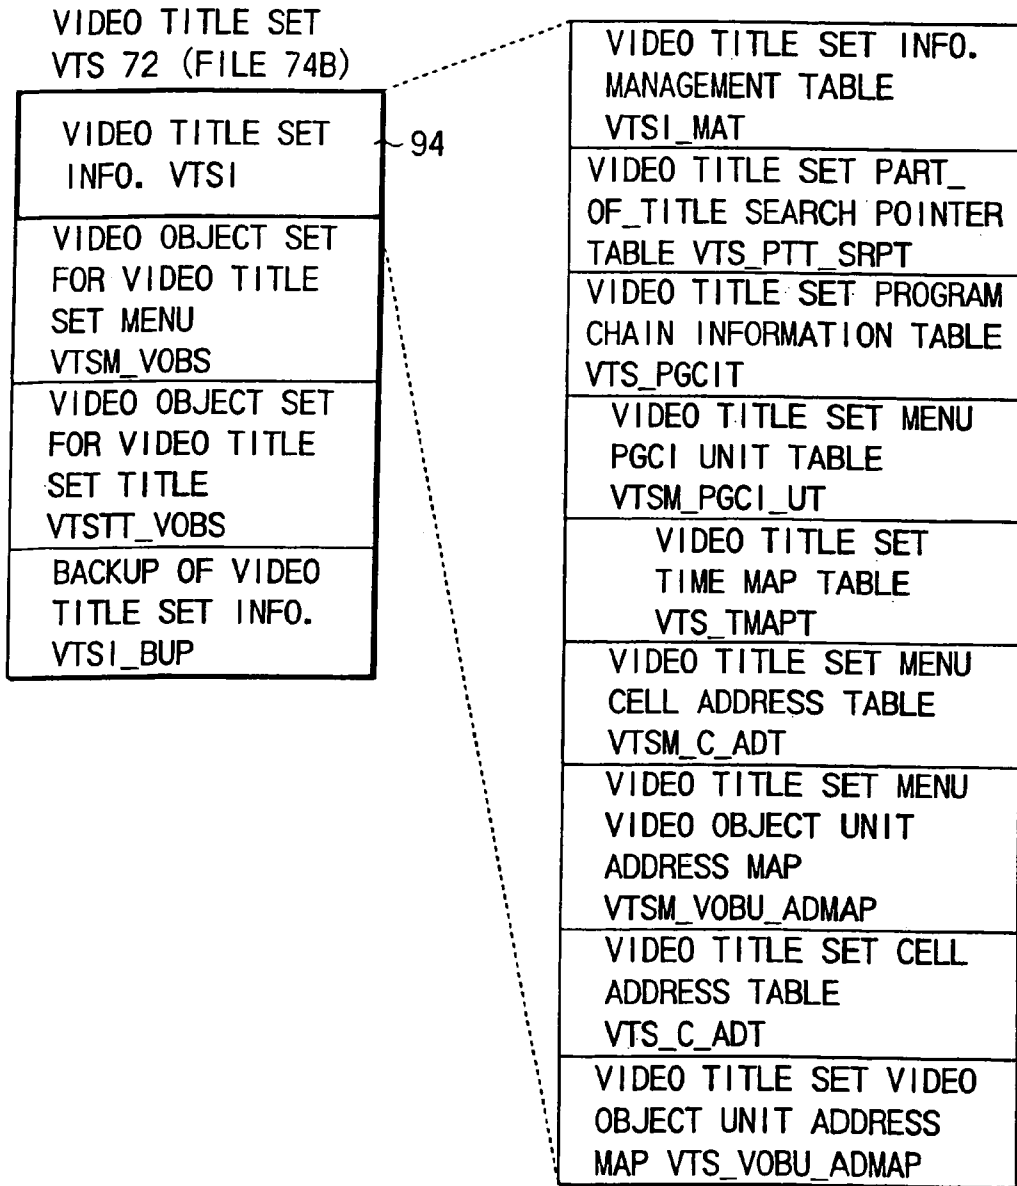 VIDEO TITLE SET
VTS 72 (FILE 74B)
VIDEO TITLE SET
INFO. VTSI
94
VIDEO OBJECT SET
FOR VIDEO TITLE
SET MENU
VTSM_VOBS
VIDEO OBJECT SET
FOR VIDEO TITLE
SET TITLE
VTSTT_VOBS
BACKUP OF VIDEO
TITLE SET INFO.
VTSI_BUP
VIDEO TITLE SET INFO.
MANAGEMENT TABLE
VTSI_MAT
VIDEO TITLE SET PART_
OF_TITLE SEARCH POINTER
TABLE VTS_PTT_SRPT
VIDEO TITLE SET PROGRAM
CHAIN INFORMATION TABLE
VTS_PGCIT
VIDEO TITLE SET MENU
PGCI UNIT TABLE
VTSM_PGCI_UT
VIDEO TITLE SET
TIME MAP TABLE
VTS_TMAPT
VIDEO TITLE SET MENU
CELL ADDRESS TABLE
VTSM_C_ADT
VIDEO TITLE SET MENU
VIDEO OBJECT UNIT
ADDRESS MAP
VTSM_VOBU_ADMAP
VIDEO TITLE SET CELL
ADDRESS TABLE
VTS_C_ADT
VIDEO TITLE SET VIDEO
OBJECT UNIT ADDRESS
MAP VTS_VOBU_ADMAP